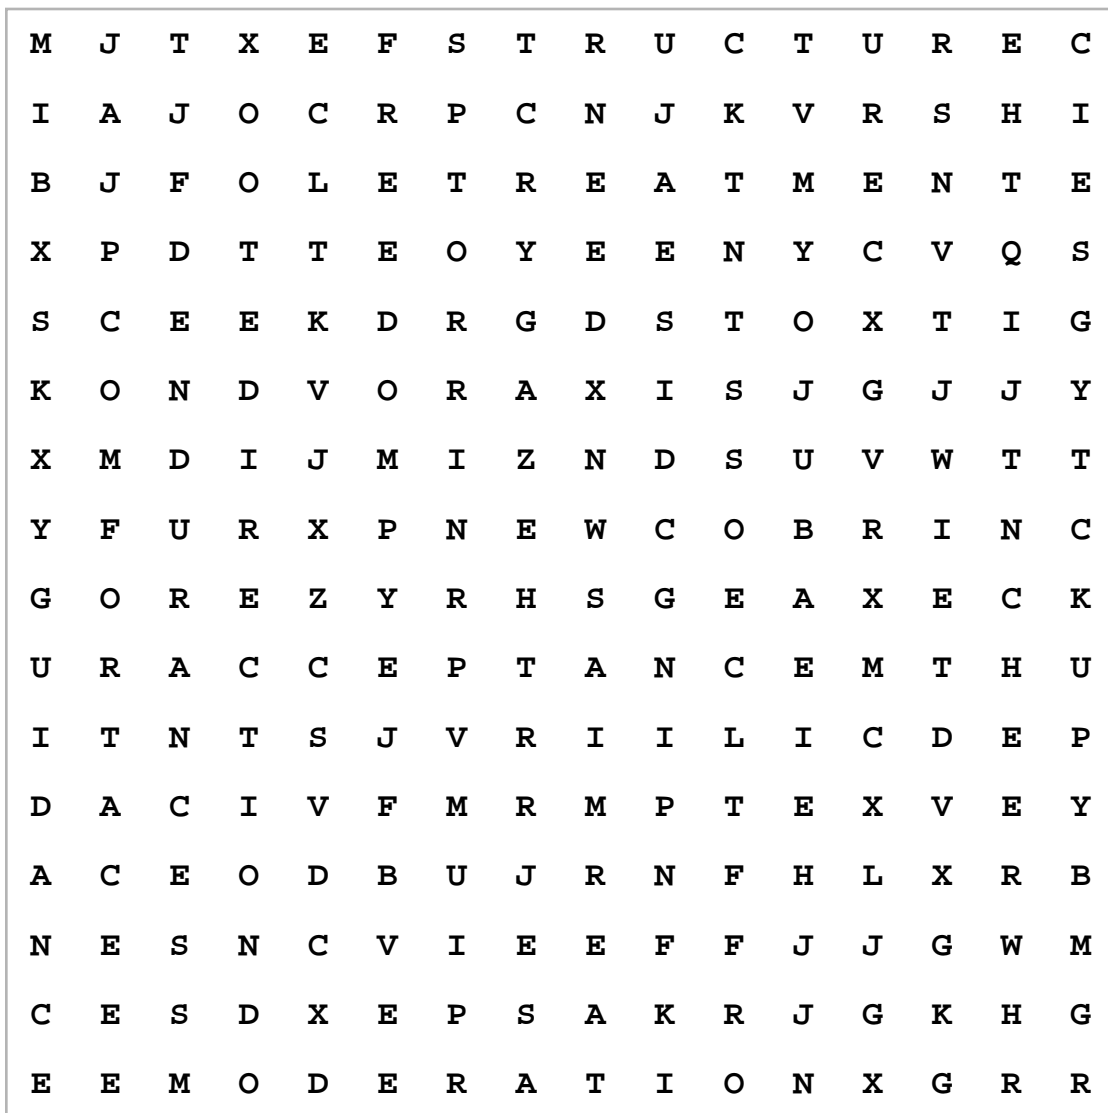 M J T X E F S T R U C T U R E C
I A J O C R P C N J K V R S H I
B J F O L E T R E A T M E N T E
X P D T T E O Y E E N Y C V Q S
S C E E K D R G D S T O X T I G
K O N D V O R A X I S J G J J Y
X M D I J M I Z N D S U V W T T
Y F U R X P N E W C O B R I N C
G O R E Z Y R H S G E A X E C K
U R A C C E P T A N C E M T H U
I T N T S J V R I I L I C D E P
D A C I V F M R M P T E X V E Y
A C E O D B U J R N F H L X R B
N E S N C V I E E F F J J G W M
C E S D X E P S A K R J G K H G
E E M O D E R A T I O N X G R R